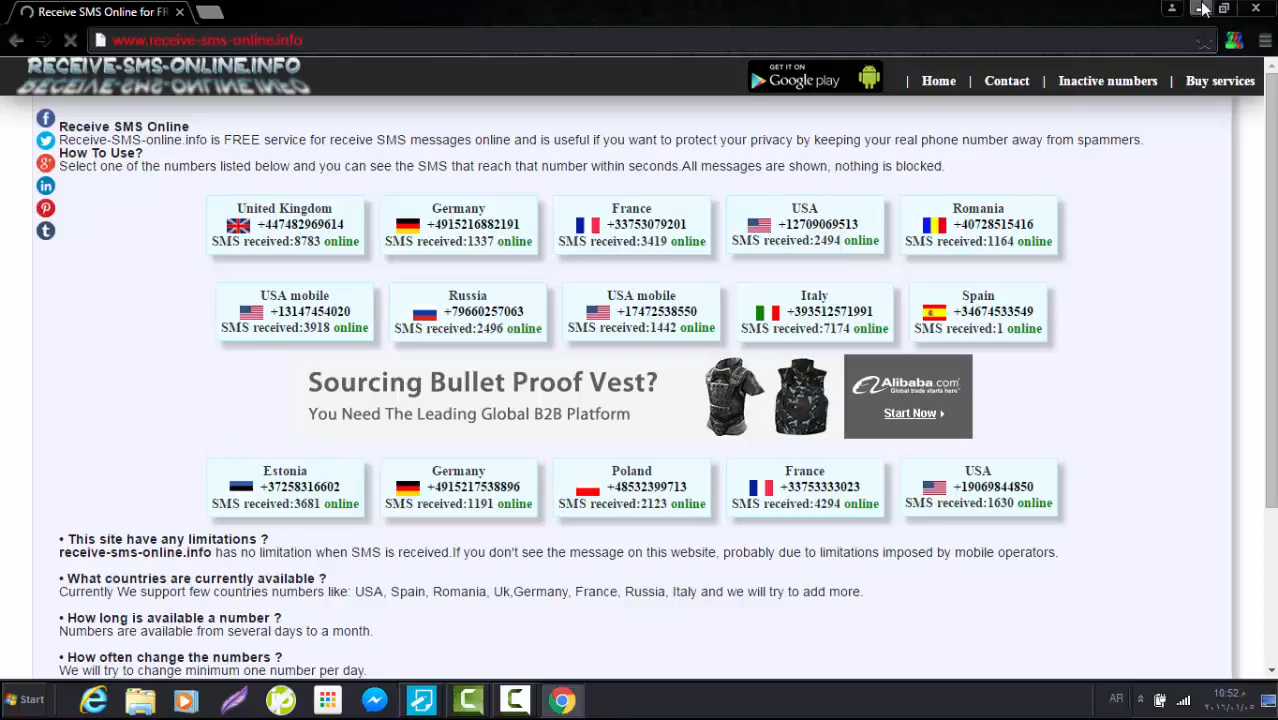 Receive SMS Online for FR
www.receive-sms-online.info
RECEIVE-SMS-ONLINE.INFO
GET IT ON
Google play
| Home | Contact | Inactive numbers | Buy services
Receive SMS Online
Receive-SMS-online.info is FREE service for receive SMS messages online and is useful if you want to protect your privacy by keeping your real phone number away from spammers.
How To Use?
Select one of the numbers listed below and you can see the SMS that reach that number within seconds.All messages are shown, nothing is blocked.
United Kingdom
+447482969614
SMS received:8783 online
Germany
+4915216882191
SMS received:1337 online
France
+33753079201
SMS received:3419 online
USA
+12709069513
SMS received:2494 online
Romania
+40728515416
SMS received:1164 online
USA mobile
+13147454020
SMS received:3918 online
Russia
+79660257063
SMS received:2496 online
USA mobile
+17472538550
SMS received:1442 online
Italy
+393512571991
SMS received:7174 online
Spain
+34674533549
SMS received:1 online
Sourcing Bullet Proof Vest?
You Need The Leading Global B2B Platform
Alibaba.com
Global trade starts here
Start Now
Estonia
+37258316602
SMS received:3681 online
Germany
+4915217538896
SMS received:1191 online
Poland
+48532399713
SMS received:2123 online
France
+33753333023
SMS received:4294 online
USA
+19069844850
SMS received:1630 online
• This site have any limitations ?
receive-sms-online.info has no limitation when SMS is received.If you don't see the message on this website, probably due to limitations imposed by mobile operators.
• What countries are currently available ?
Currently We support few countries numbers like: USA, Spain, Romania, Uk,Germany, France, Russia, Italy and we will try to add more.
• How long is available a number ?
Numbers are available from several days to a month.
• How often change the numbers ?
We will try to change minimum one number per day.
Start
AR
١٠:٥٢ م
٢٠١٦/٠١/٠٥